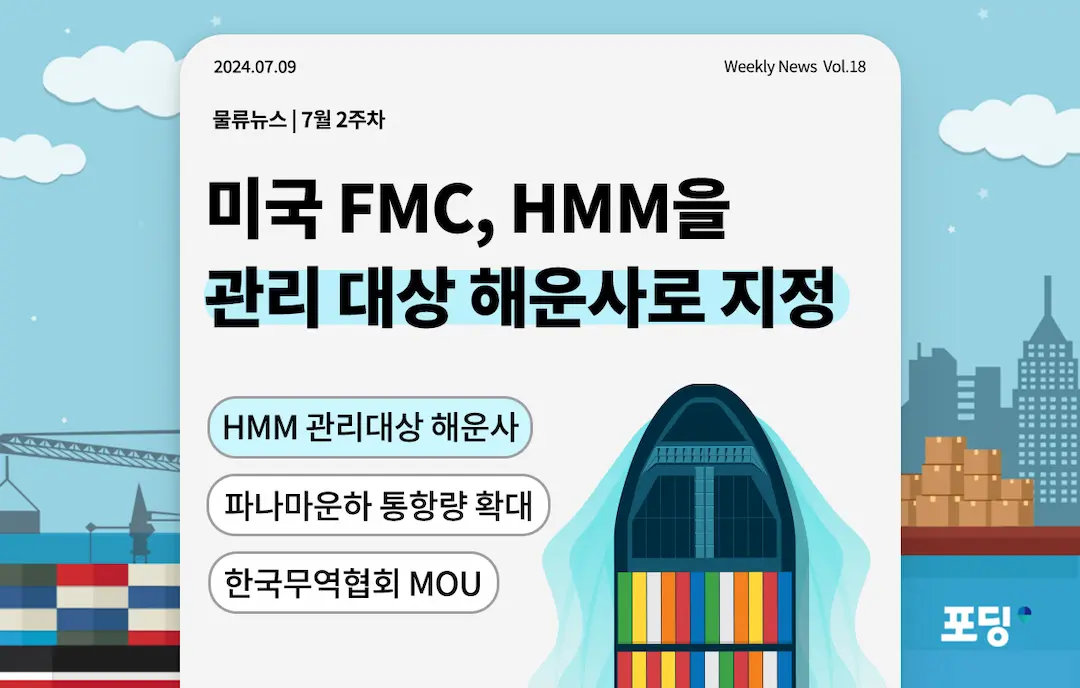 2024.07.09
Weekly News Vol.18
물류뉴스 | 7월 2주차
미국 FMC, HMM을
관리 대상 해운사로 지정
HMM 관리대상 해운사
파나마운하 통항량 확대
한국무역협회 MOU
포딩